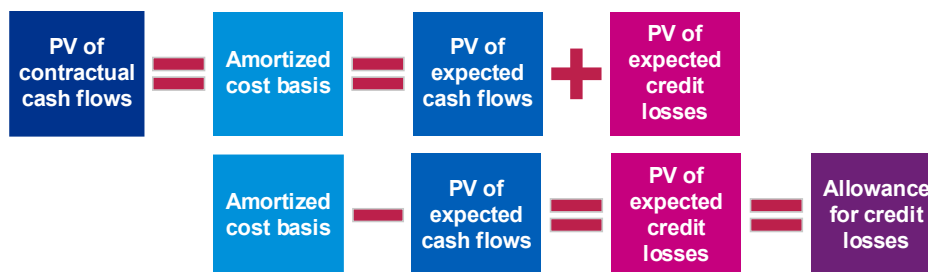 PV of
contractual
cash flows
Amortized
cost basis
PV of
expected
cash flows
PV of
expected
credit
losses
Amortized
cost basis
PV of
expected
cash flows
PV of
expected
credit
losses
Allowance
for credit
losses